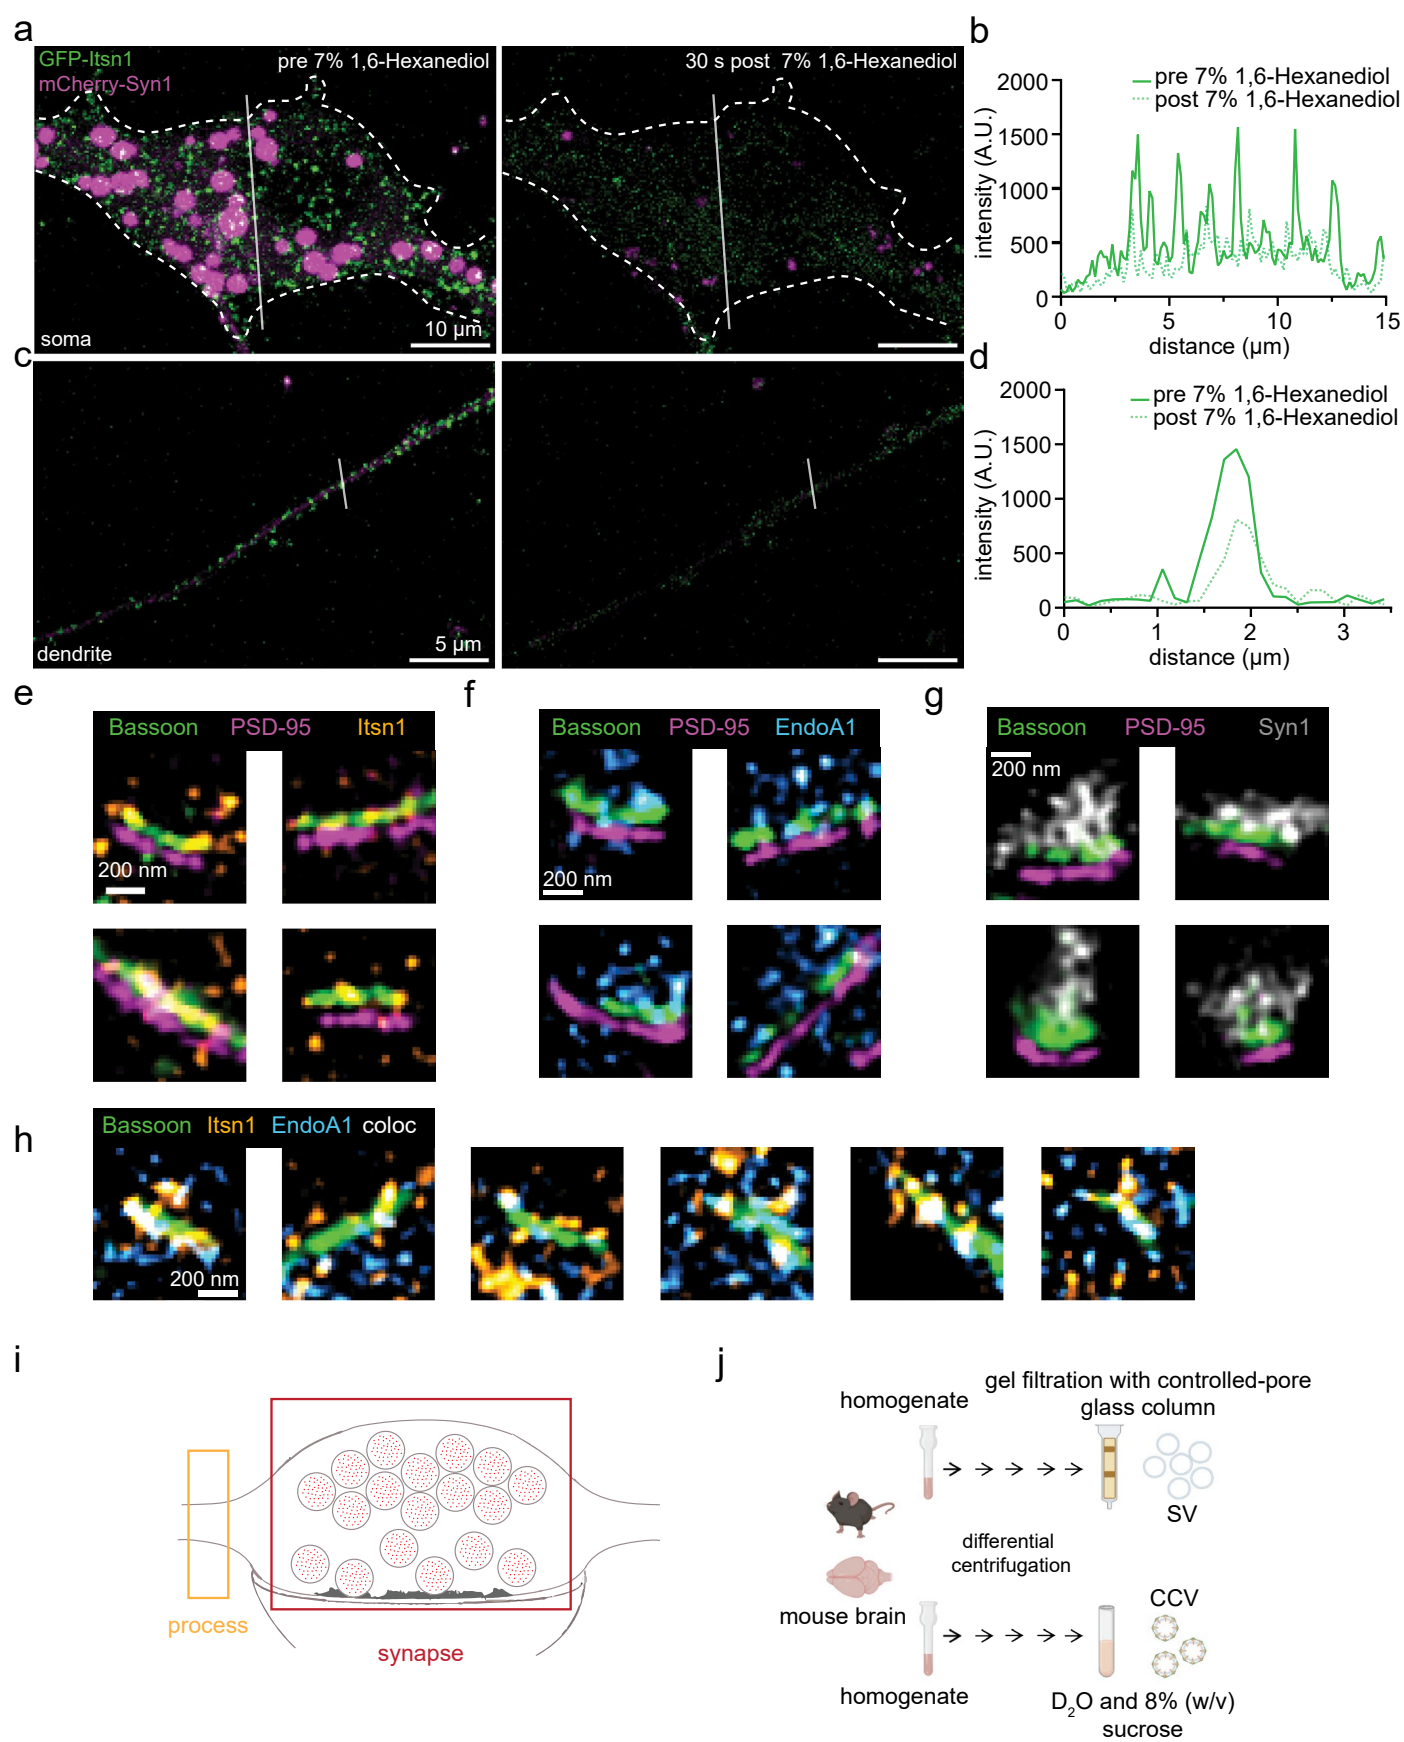 a
GFP-Itsn1
mCherry-Syn1
pre 7% 1,6-Hexanediol
30 s post 7% 1,6-Hexanediol
soma
10 µm
b
2000
1500
1000
500
0
0 5 10 15
intensity (A.U.)
distance (µm)
pre 7% 1,6-Hexanediol
post 7% 1,6-Hexanediol
c
dendrite
5 µm
d
2000
1500
1000
500
0
0 1 2 3
intensity (A.U.)
distance (µm)
pre 7% 1,6-Hexanediol
post 7% 1,6-Hexanediol
e
Bassoon PSD-95 Itsn1
200 nm
f
Bassoon PSD-95 EndoA1
200 nm
g
Bassoon PSD-95 Syn1
200 nm
h
Bassoon Itsn1 EndoA1 coloc
200 nm
i
process
synapse
j
homogenate
gel filtration with controlled-pore
glass column
SV
differential
centrifugation
mouse brain
CCV
homogenate
D₂O and 8% (w/v)
sucrose